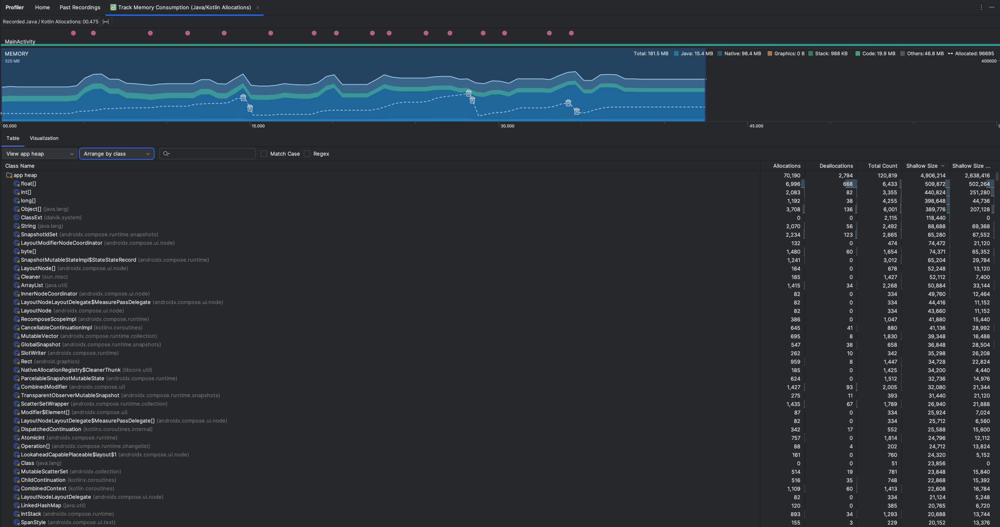 Profiler Home Past Recordings Track Memory Consumption (Java/Kotlin Allocations)
Recorded Java / Kotlin Allocations: 00.475
MainActivity
MEMORY Total: 181.5 MB Java: 15.4 MB Native: 98.4 MB Graphics: 0 B Stack: 988 KB Code: 19.9 MB Others: 46.8 MB Allocated: 96695
320 MB 400000
00.000 15.000 30.000 45.000
Table Visualization
View app heap Arrange by class Match Case Regex
Class Name Allocations Deallocations Total Count Shallow Size Shallow Size ...
app heap 70,190 2,794 120,819 4,906,214 2,638,416
float[] 6,996 668 6,433 509,872 502,264
int[] 2,083 82 3,355 440,824 251,280
long[] 1,192 38 4,255 398,648 44,736
Object[] (java.lang) 3,708 136 6,001 389,776 207,128
ClassExt (dalvik.system) 0 0 2,115 118,440 0
String (java.lang) 2,070 56 2,492 88,688 69,368
SnapshotIdSet (androidx.compose.runtime.snapshots) 2,234 123 2,665 85,280 67,552
LayoutModifierNodeCoordinator (androidx.compose.ui.node) 132 0 474 74,472 21,120
byte[] 1,480 60 1,654 74,371 65,352
SnapshotMutableStateImpl$StateStateRecord (androidx.compose.runtime) 1,241 0 3,012 65,204 29,784
LayoutNode[] (androidx.compose.ui.node) 164 0 678 52,248 13,120
Cleaner (sun.misc) 185 0 1,427 52,112 7,400
ArrayList (java.util) 1,415 34 2,268 50,884 33,144
InnerNodeCoordinator (androidx.compose.ui.node) 82 0 334 49,760 12,464
LayoutNodeLayoutDelegate$MeasurePassDelegate (androidx.compose.ui.node) 82 0 334 44,416 11,152
LayoutNode (androidx.compose.ui.node) 82 0 334 43,660 11,152
RecomposeScopeImpl (androidx.compose.runtime) 386 0 1,047 41,880 15,440
CancellableContinuationImpl (kotlinx.coroutines) 645 41 880 41,136 28,992
MutableVector (androidx.compose.runtime.collection) 695 8 1,830 39,348 16,488
GlobalSnapshot (androidx.compose.runtime.snapshots) 547 38 658 36,848 28,504
SlotWriter (androidx.compose.runtime) 262 10 342 35,298 26,208
Rect (android.graphics) 959 8 1,447 34,728 22,824
NativeAllocationRegistry$CleanerThunk (libcore.util) 185 0 1,425 34,200 4,440
ParcelableSnapshotMutableState (androidx.compose.runtime) 624 0 1,512 32,736 14,976
CombinedModifier (androidx.compose.ui) 1,427 93 2,005 32,080 21,344
TransparentObserverMutableSnapshot (androidx.compose.runtime.snapshots) 275 11 393 31,440 21,120
ScatterSetWrapper (androidx.compose.runtime.collection) 1,435 67 1,789 26,940 21,888
Modifier$Element[] (androidx.compose.ui) 87 0 334 25,924 7,024
LayoutNodeLayoutDelegate$MeasurePassDelegate[] (androidx.compose.ui.node) 82 0 334 25,712 6,560
DispatchedContinuation (kotlinx.coroutines.internal) 342 17 552 25,588 15,600
AtomicInt (androidx.compose.runtime) 757 0 1,814 24,796 12,112
Operation[] (androidx.compose.runtime.changelist) 88 4 202 24,712 13,824
LookaheadCapablePlaceable$layout$1 (androidx.compose.ui.node) 161 0 760 24,320 5,152
Class (java.lang) 0 0 51 23,856 0
MutableScatterSet (androidx.collection) 514 19 781 23,848 15,840
ChildContinuation (kotlinx.coroutines) 516 35 748 22,868 15,392
CombinedContext (kotlin.coroutines) 1,109 60 1,413 22,608 16,784
LayoutNodeLayoutDelegate (androidx.compose.ui.node) 82 0 334 21,124 5,248
LinkedHashMap (java.util) 120 0 385 20,765 6,720
IntStack (androidx.compose.runtime) 893 34 1,293 20,688 13,744
SpanStyle (androidx.compose.ui.text) 155 3 229 20,152 13,376